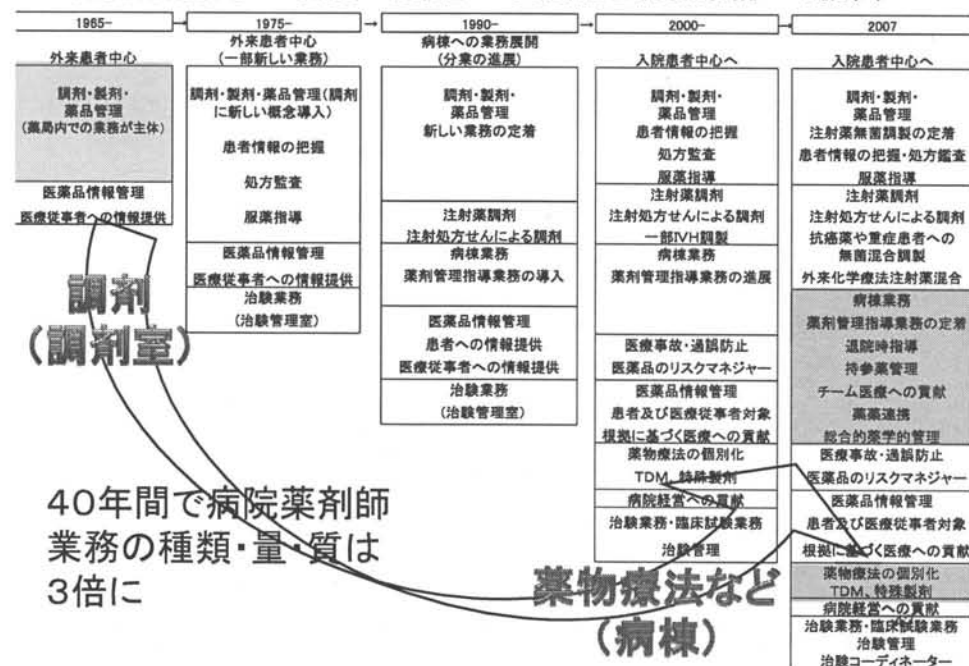 1965-
→
1975-
→
1990-
→
2000-
→
2007
外来患者中心
調剤・製剤・
薬品管理
(薬局内での業務が主体)
医薬品情報管理
医療従事者への情報提供
外来患者中心
(一部新しい業務)
調剤・製剤・薬品管理(調剤
に新しい概念導入)
患者情報の把握
処方監査
服薬指導
医薬品情報管理
医療従事者への情報提供
治験業務
(治験管理室)
病棟への業務展開
(分業の進展)
調剤・製剤・
薬品管理
新しい業務の定着
注射薬調剤
注射処方せんによる調剤
病棟業務
薬剤管理指導業務の導入
医薬品情報管理
患者への情報提供
医療従事者への情報提供
治験業務
(治験管理室)
入院患者中心へ
調剤・製剤・
薬品管理
患者情報の把握
処方監査
服薬指導
注射薬調剤
注射処方せんによる調剤
一部IVH調製
病棟業務
薬剤管理指導業務の進展
医療事故・過誤防止
医薬品のリスクマネジャー
医薬品情報管理
患者及び医療従事者対象
根拠に基づく医療への貢献
薬物療法の個別化
TDM、特殊製剤
病院経営への貢献
治験業務・臨床試験業務
治験管理
入院患者中心へ
調剤・製剤・
薬品管理
注射薬無菌調製の定着
患者情報の把握・処方鑑査
服薬指導
注射薬調剤
注射処方せんによる調剤
抗癌薬や重症患者への
無菌混合調製
外来化学療法注射薬混合
病棟業務
薬剤管理指導業務の定着
退院時指導
持参薬管理
チーム医療への貢献
薬薬連携
総合的薬学的管理
医療事故・過誤防止
医薬品のリスクマネジャー
医薬品情報管理
患者及び医療従事者対象
根拠に基づく医療への貢献
薬物療法の個別化
TDM、特殊製剤
病院経営への貢献
治験業務・臨床試験業務
治験管理
治験コーディネーター
調剤
(調剤室)
40年間で病院薬剤師
業務の種類・量・質は
3倍に
薬物療法など
(病棟)